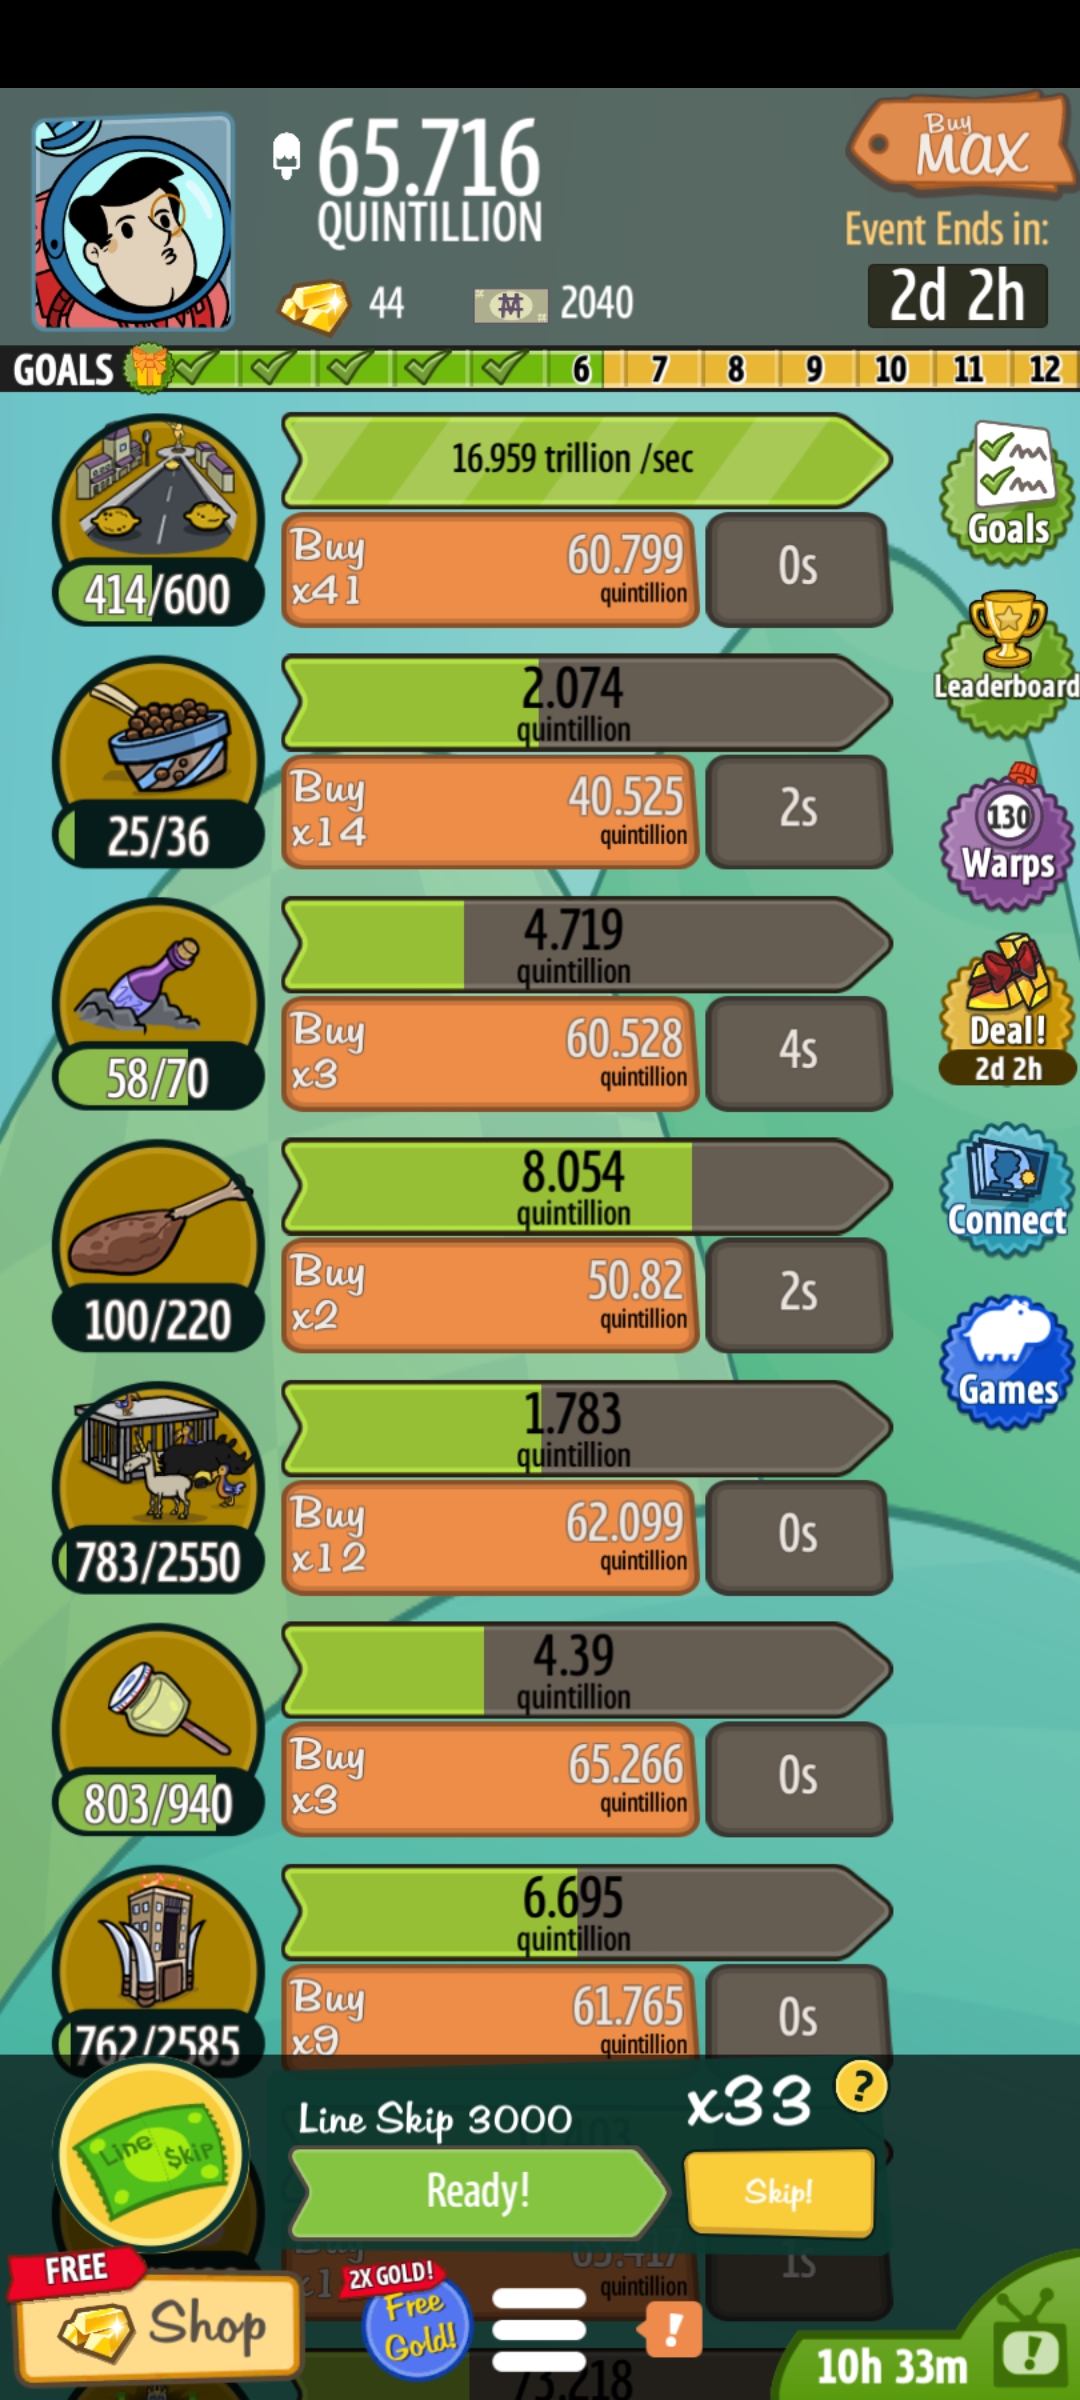 65.716
QUINTILLION
Buy
MAX
Event Ends in:
2d 2h
44
2040
GOALS 6 7 8 9 10 11 12
16.959 trillion /sec
Buy
x41
60.799
quintillion
0s
414/600
Goals
2.074
quintillion
Buy
x14
40.525
quintillion
2s
25/36
Leaderboard
4.719
quintillion
Buy
x3
60.528
quintillion
4s
58/70
130
Warps
8.054
quintillion
Buy
x2
50.82
quintillion
2s
100/220
Deal!
2d 2h
1.783
quintillion
Buy
x12
62.099
quintillion
0s
783/2550
Connect
4.39
quintillion
Buy
x3
65.266
quintillion
0s
803/940
Games
6.695
quintillion
Buy
x9
61.765
quintillion
0s
762/2585
Line Skip
Line Skip 3000
x33
?
Ready!
Skip!
Buy
65.417
quintillion
1s
FREE
Shop
2X GOLD!
Free
Gold!
!
73.218
10h 33m
!